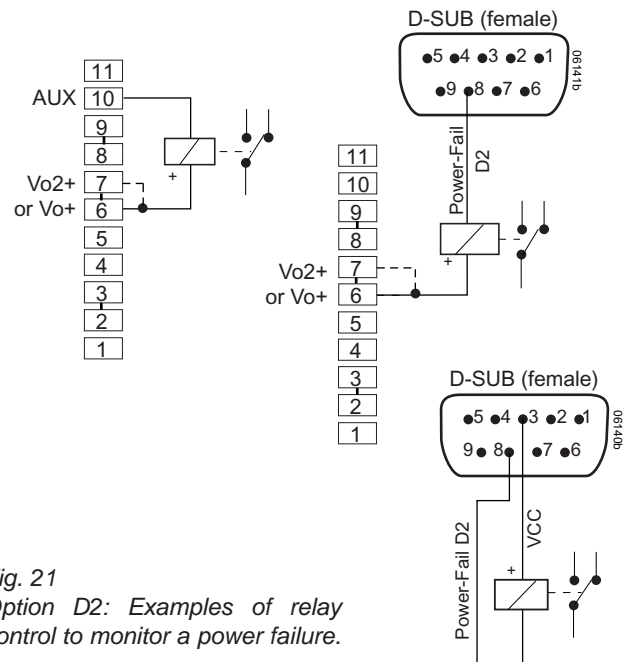 11
AUX 10
9
8
Vo2+ 7
or Vo+ 6
5
4
3
2
1
+
D-SUB (female)
5 4 3 2 1
9 8 7 6
06141b
Power-Fail
D2
11
10
9
8
Vo2+ 7
or Vo+ 6
5
4
3
2
1
+
D-SUB (female)
5 4 3 2 1
9 8 7 6
06140b
Power-Fail D2
VCC
+
ig. 21
ption D2: Examples of relay
ontrol to monitor a power failure.